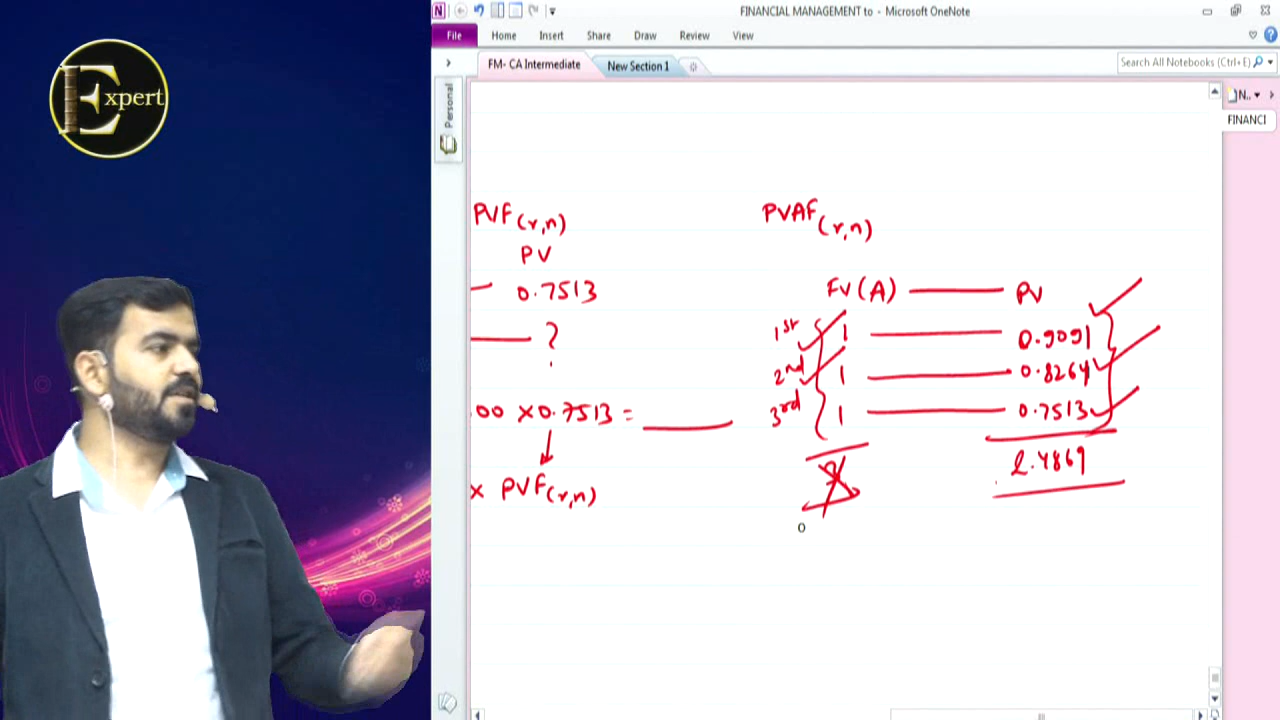 Expert
FINANCIAL MANAGEMENT to - Microsoft OneNote
File Home Insert Share Draw Review View
FM- CA Intermediate New Section 1
Search All Notebooks (Ctrl+E)
Personal
N..
FINANCI
PVF(r,n)
PV
0.7513
?
.00 x 0.7513 =
x PVF(r,n)
PVAF(r,n)
FV(A) PV
1st 1 0.9091
2nd 1 0.8264
3rd 1 0.7513
2.4869